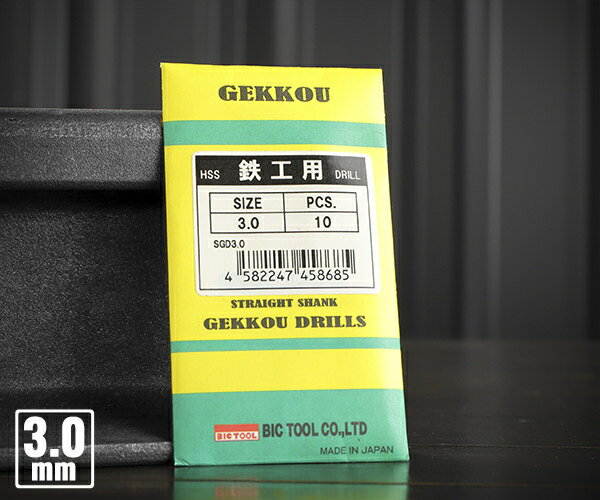 GEKKOU
HSS 鉄工用 DRILL
SIZE PCS.
3.0 10
SGD3.0
4 582247 458685
STRAIGHT SHANK
GEKKOU DRILLS
BIC TOOL BIC TOOL CO.,LTD
MADE IN JAPAN
3.0
mm